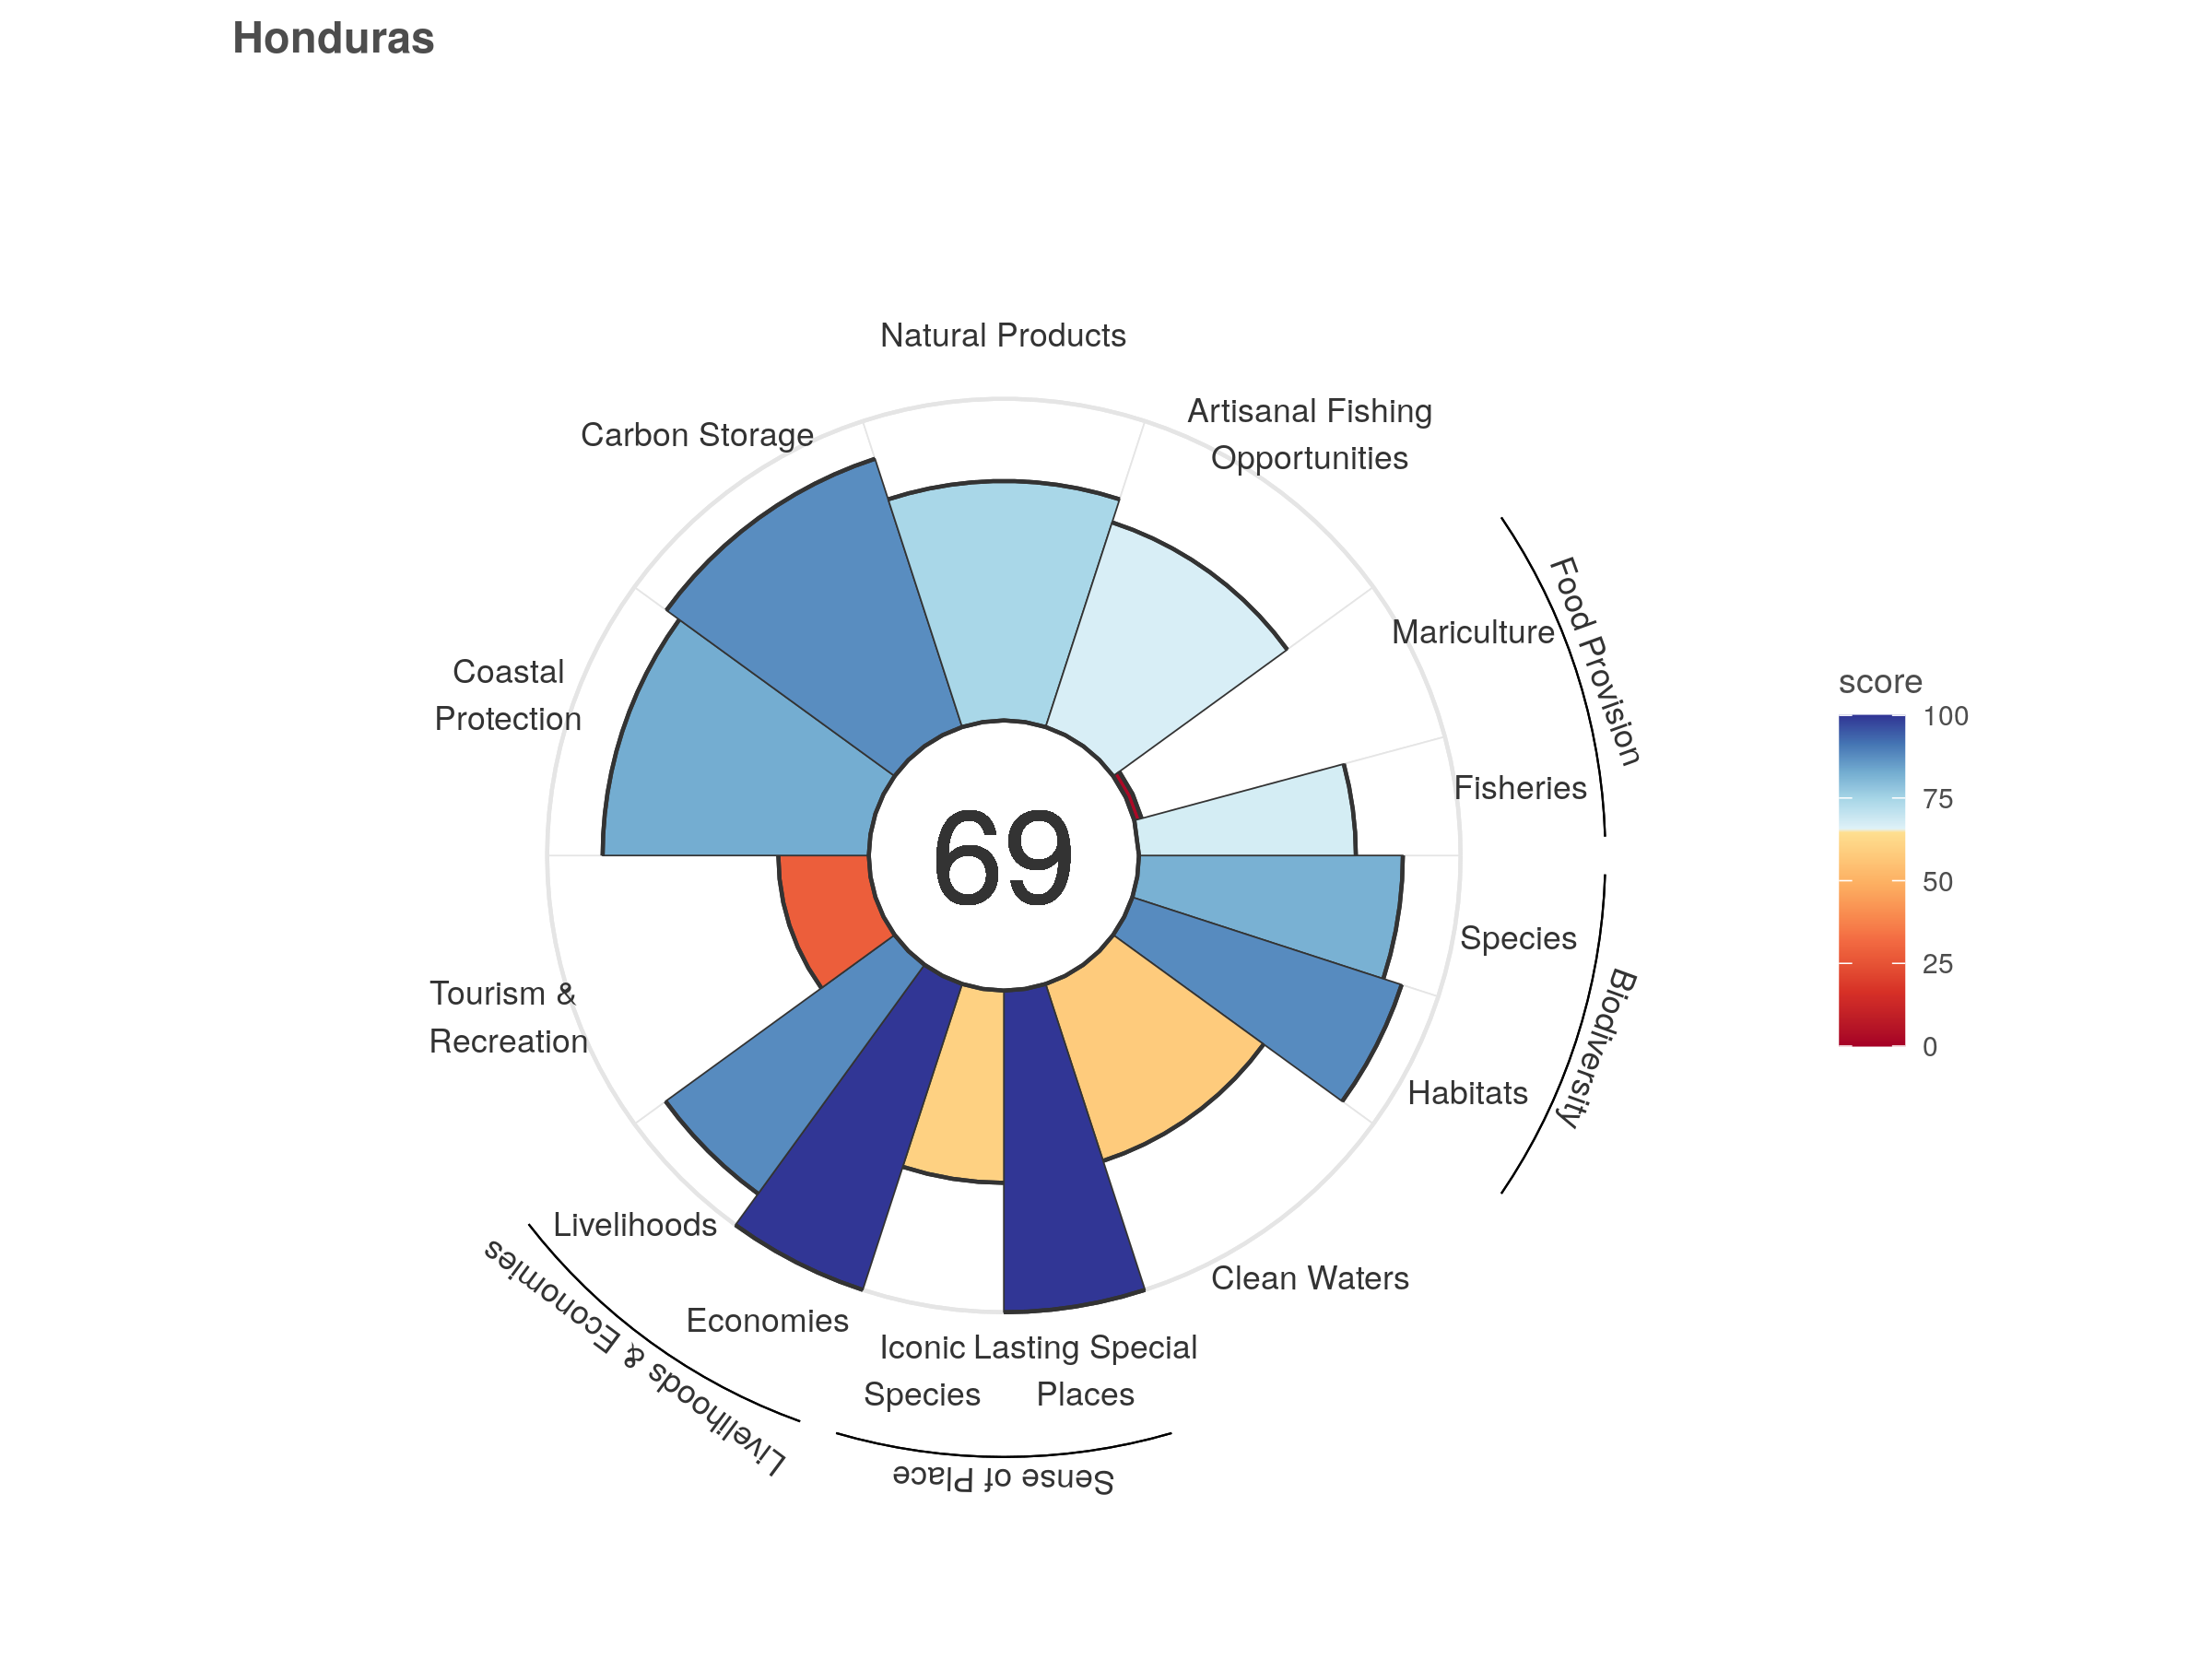 Honduras
Natural Products
Artisanal Fishing
Opportunities
Carbon Storage
Mariculture
Food Provision
Coastal
Protection
Fisheries
69
Species
Biodiversity
Tourism &
Recreation
Habitats
Livelihoods
Clean Waters
Economies
Livelihoods & Economies
Iconic
Species
Lasting Special
Places
Sense of Place
score
100
75
50
25
0